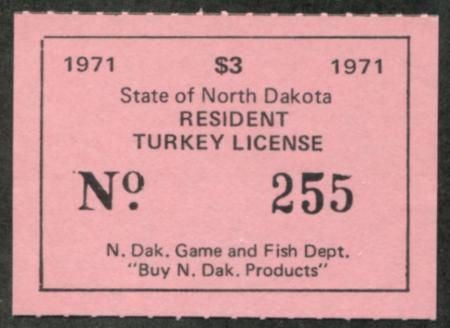 1971 $3 1971
State of North Dakota
RESIDENT
TURKEY LICENSE
Nº. 255
N. Dak. Game and Fish Dept.
"Buy N. Dak. Products"